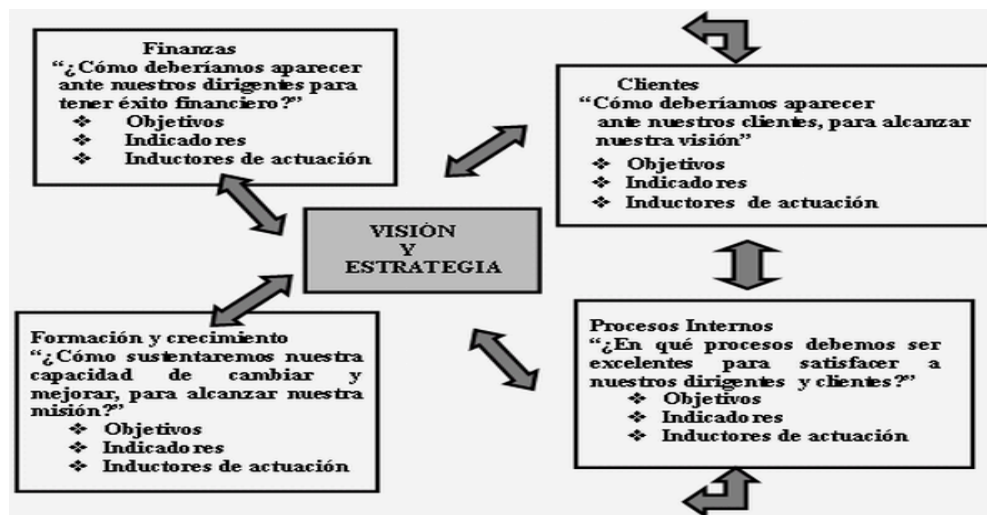 Finanzas
“¿Cómo deberíamos aparecer
ante nuestros dirigentes para
tener éxito financiero?”
❖ Objetivos
❖ Indicadores
❖ Inductores de actuación
Clientes
“Cómo deberíamos aparecer
ante nuestros clientes, para alcanzar
nuestra visión”
❖ Objetivos
❖ Indicadores
❖ Inductores de actuación
VISIÓN
Y
ESTRATEGIA
Formación y crecimiento
“¿Cómo sustentaremos nuestra
capacidad de cambiar y
mejorar, para alcanzar nuestra
misión?”
❖ Objetivos
❖ Indicadores
❖ Inductores de actuación
Procesos Internos
“¿En qué procesos debemos ser
excelentes para satisfacer a
nuestros dirigentes y clientes?”
❖ Objetivos
❖ Indicadores
❖ Inductores de actuación